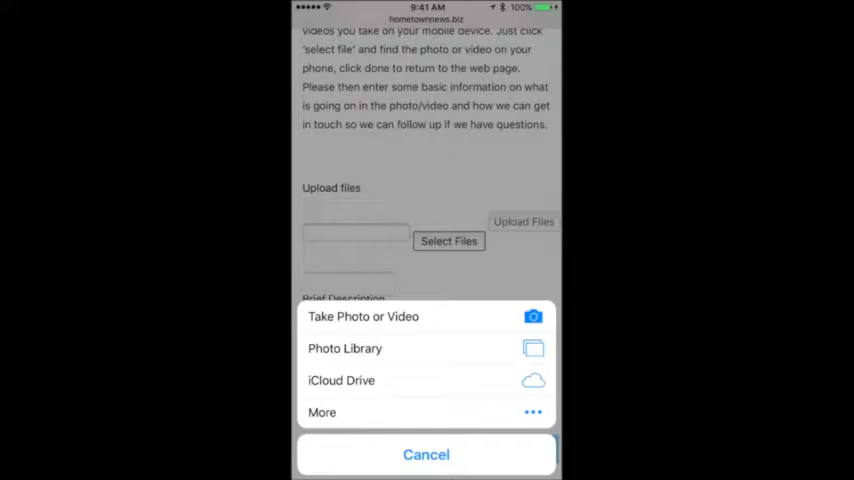 9:41 AM
100%
hometownnews.biz
videos you take on your mobile device. Just click
'select file' and find the photo or video on your
phone, click done to return to the web page.
Please then enter some basic information on what
is going on in the photo/video and how we can get
in touch so we can follow up if we have questions.
Upload files
Upload Files
Select Files
Brief Description
Take Photo or Video
Photo Library
iCloud Drive
More
Cancel